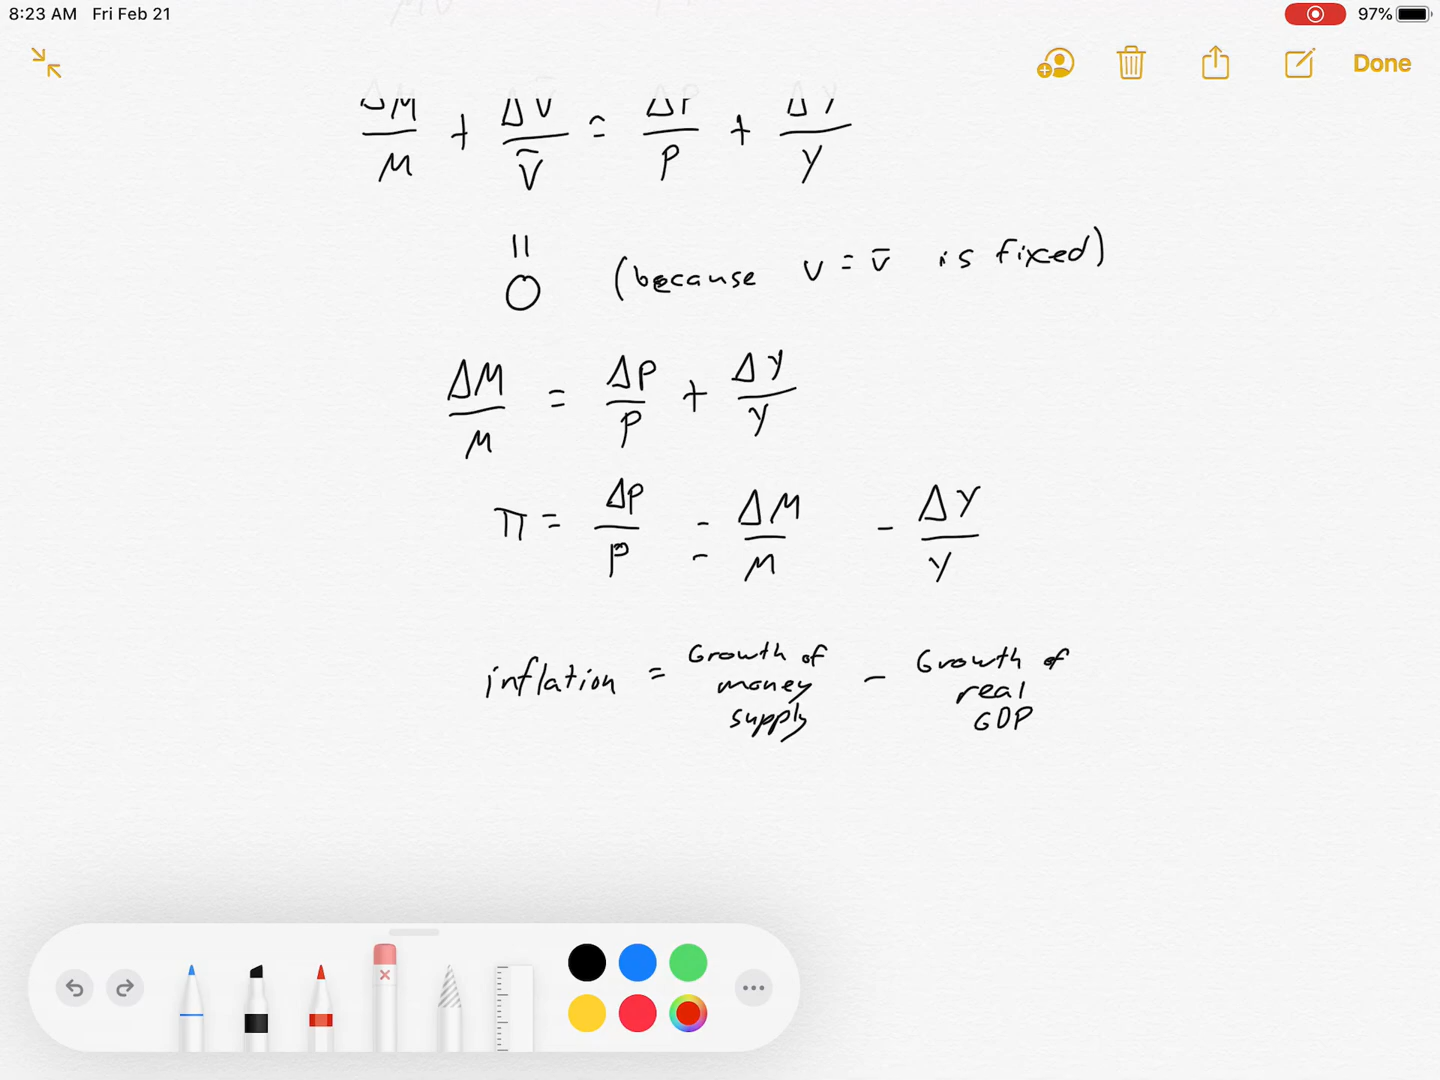 8:23 AM Fri Feb 21 97%
Done
ΔM/M + ΔV̄/V̄ = ΔP/P + ΔY/Y
= 0 (because V = V̄ is fixed)
ΔM/M = ΔP/P + ΔY/Y
π = ΔP/P = ΔM/M - ΔY/Y
inflation = Growth of money supply - Growth of real GDP